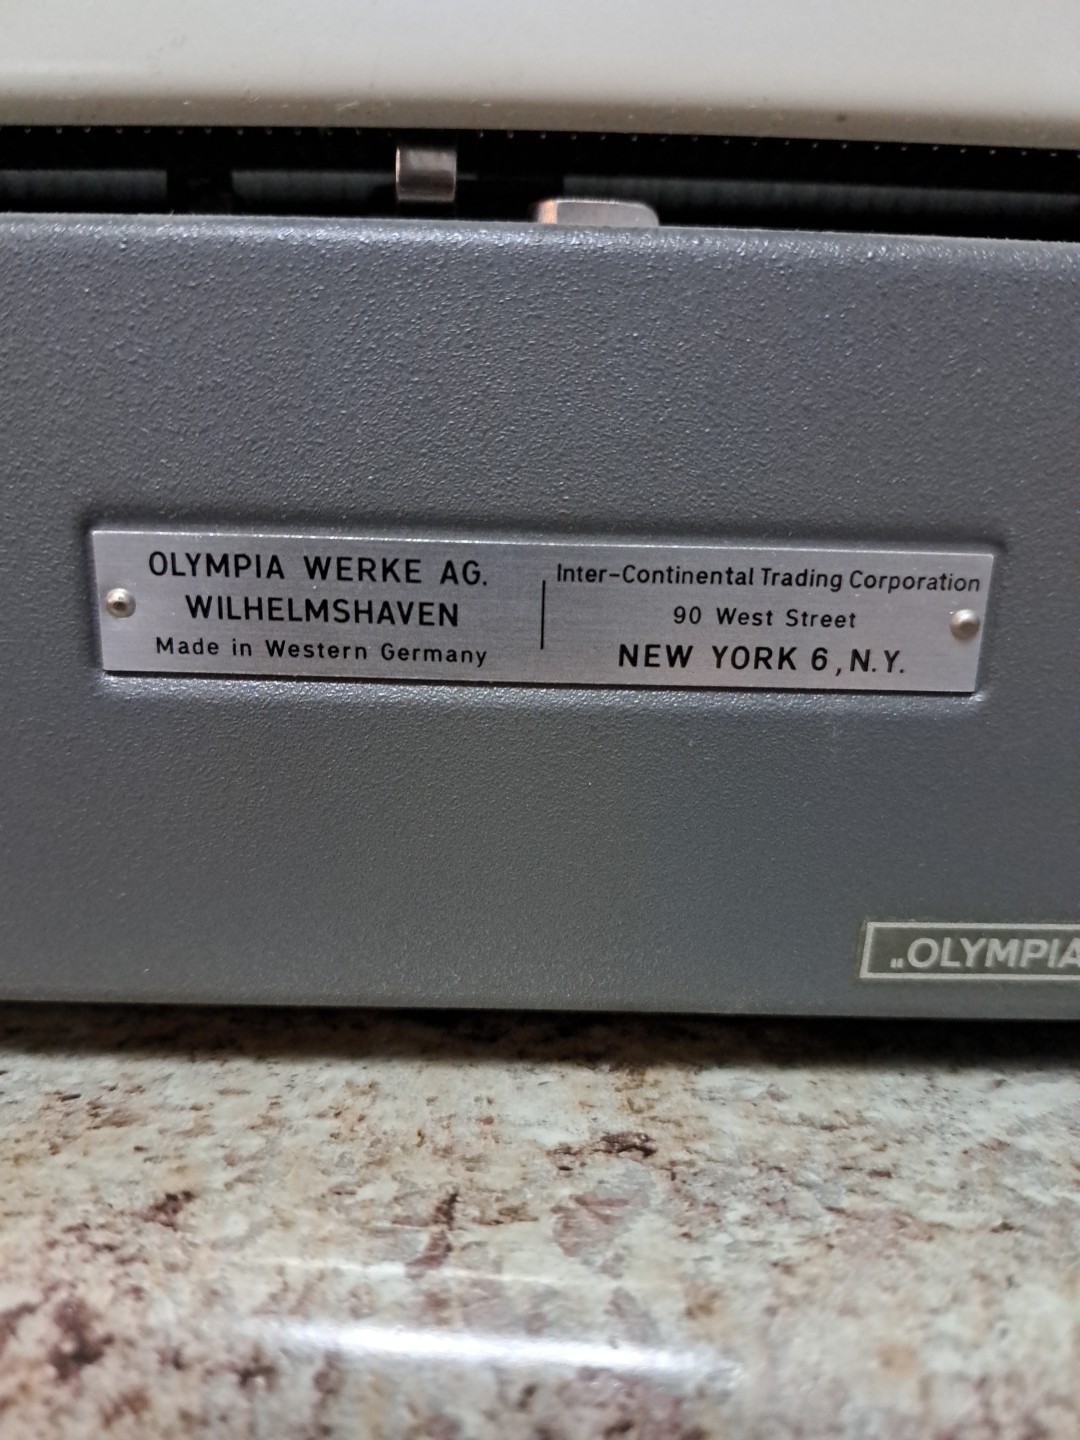 OLYMPIA WERKE AG.
WILHELMSHAVEN
Made in Western Germany
Inter-Continental Trading Corporation
90 West Street
NEW YORK 6, N.Y.
„OLYMPIA